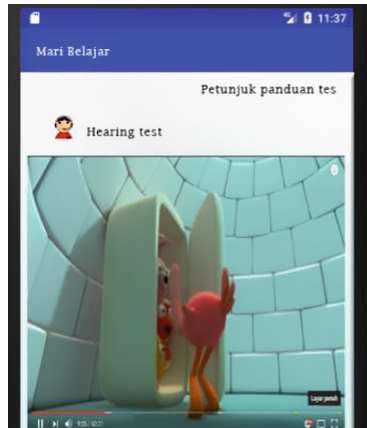 11:37
Mari Belajar
Petunjuk panduan tes
Hearing test
Layar penuh